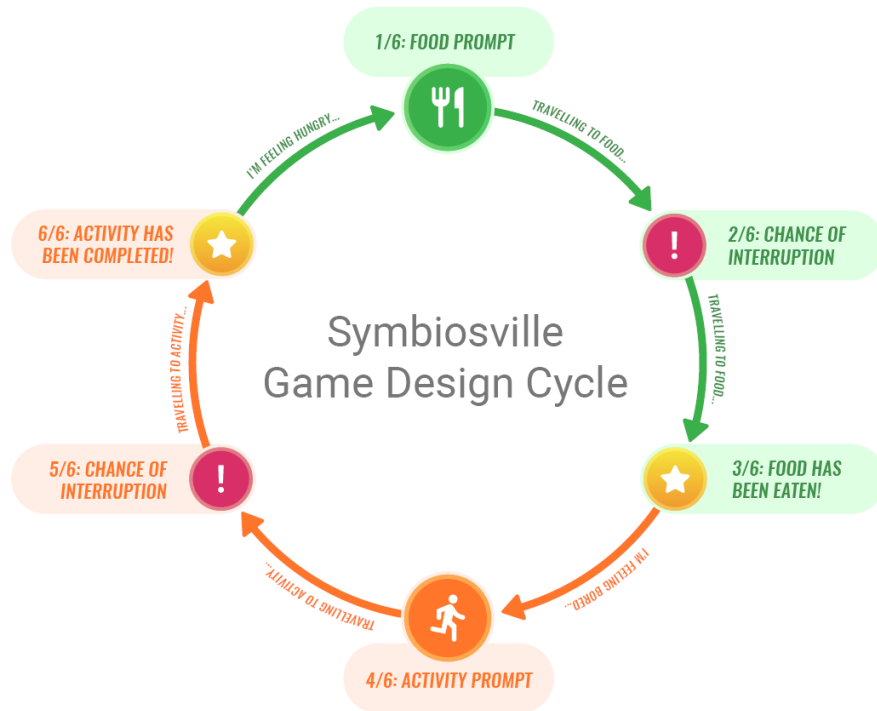 1/6: FOOD PROMPT
TRAVELLING TO FOOD...
2/6: CHANCE OF
INTERRUPTION
TRAVELLING TO FOOD...
3/6: FOOD HAS
BEEN EATEN!
I'M FEELING BORED...
4/6: ACTIVITY PROMPT
TRAVELLING TO ACTIVITY...
5/6: CHANCE OF
INTERRUPTION
TRAVELLING TO ACTIVITY...
6/6: ACTIVITY HAS
BEEN COMPLETED!
I'M FEELING HUNGRY...
Symbiosville
Game Design Cycle